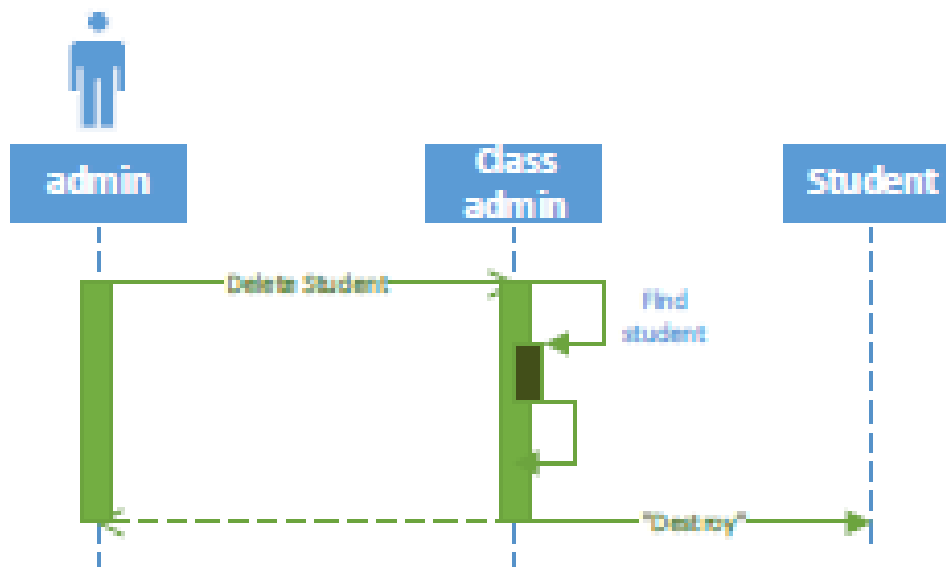 admin
Class
admin
Student
Delete Student
Find
student
"Destroy"